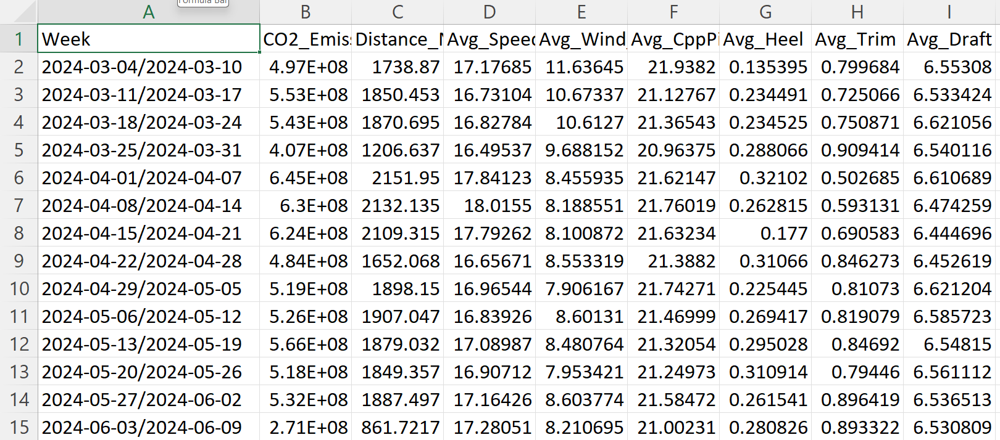 Formula Bar
A B C D E F G H I
1 Week CO2_Emiss Distance_N Avg_Speed Avg_Wind_ Avg_CppPi Avg_Heel Avg_Trim Avg_Draft
2 2024-03-04/2024-03-10 4.97E+08 1738.87 17.17685 11.63645 21.9382 0.135395 0.799684 6.55308
3 2024-03-11/2024-03-17 5.53E+08 1850.453 16.73104 10.67337 21.12767 0.234491 0.725066 6.533424
4 2024-03-18/2024-03-24 5.43E+08 1870.695 16.82784 10.6127 21.36543 0.234525 0.750871 6.621056
5 2024-03-25/2024-03-31 4.07E+08 1206.637 16.49537 9.688152 20.96375 0.288066 0.909414 6.540116
6 2024-04-01/2024-04-07 6.45E+08 2151.95 17.84123 8.455935 21.62147 0.32102 0.502685 6.610689
7 2024-04-08/2024-04-14 6.3E+08 2132.135 18.0155 8.188551 21.76019 0.262815 0.593131 6.474259
8 2024-04-15/2024-04-21 6.24E+08 2109.315 17.79262 8.100872 21.63234 0.177 0.690583 6.444696
9 2024-04-22/2024-04-28 4.84E+08 1652.068 16.65671 8.553319 21.3882 0.31066 0.846273 6.452619
10 2024-04-29/2024-05-05 5.19E+08 1898.15 16.96544 7.906167 21.74271 0.225445 0.81073 6.621204
11 2024-05-06/2024-05-12 5.26E+08 1907.047 16.83926 8.60131 21.46999 0.269417 0.819079 6.585723
12 2024-05-13/2024-05-19 5.66E+08 1879.032 17.08987 8.480764 21.32054 0.295028 0.84692 6.54815
13 2024-05-20/2024-05-26 5.18E+08 1849.357 16.90712 7.953421 21.24973 0.310914 0.79446 6.561112
14 2024-05-27/2024-06-02 5.32E+08 1887.497 17.16426 8.603774 21.58472 0.261541 0.896419 6.536513
15 2024-06-03/2024-06-09 2.71E+08 861.7217 17.28051 8.210695 21.00231 0.280826 0.893322 6.530809